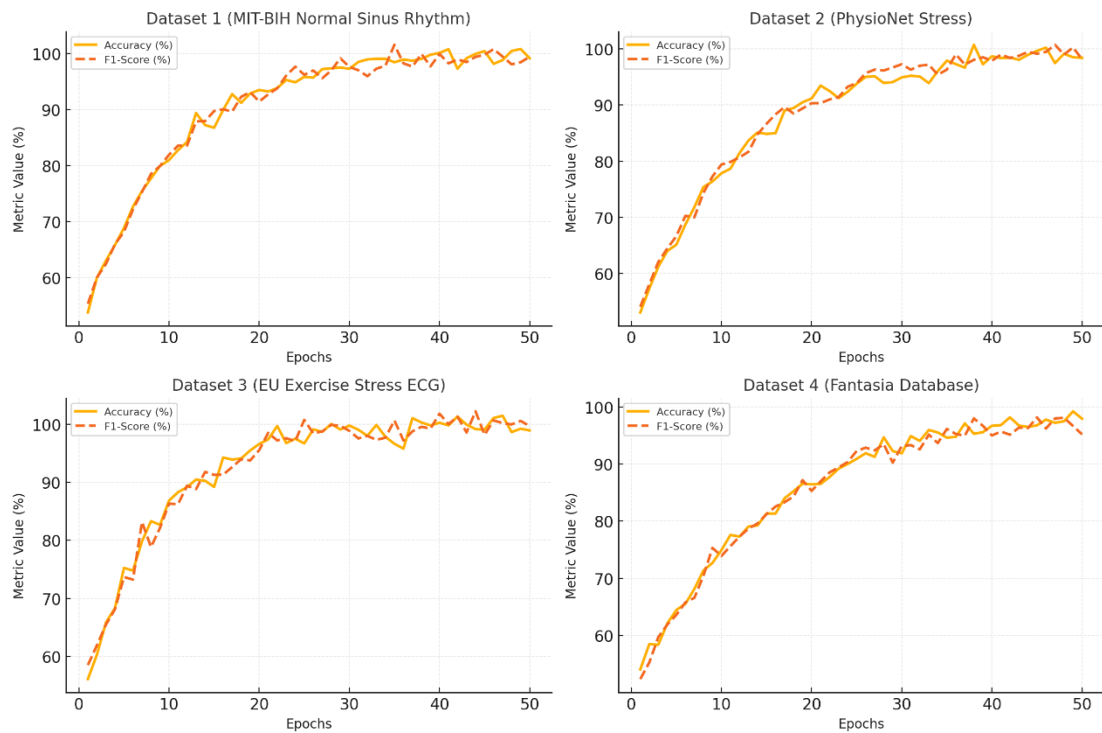 Dataset 1 (MIT-BIH Normal Sinus Rhythm)
Accuracy (%)
F1-Score (%)
Metric Value (%)
100
90
80
70
60
0 10 20 30 40 50
Epochs
Dataset 2 (PhysioNet Stress)
Accuracy (%)
F1-Score (%)
Metric Value (%)
100
90
80
70
60
0 10 20 30 40 50
Epochs
Dataset 3 (EU Exercise Stress ECG)
Accuracy (%)
F1-Score (%)
Metric Value (%)
100
90
80
70
60
0 10 20 30 40 50
Epochs
Dataset 4 (Fantasia Database)
Accuracy (%)
F1-Score (%)
Metric Value (%)
100
90
80
70
60
0 10 20 30 40 50
Epochs